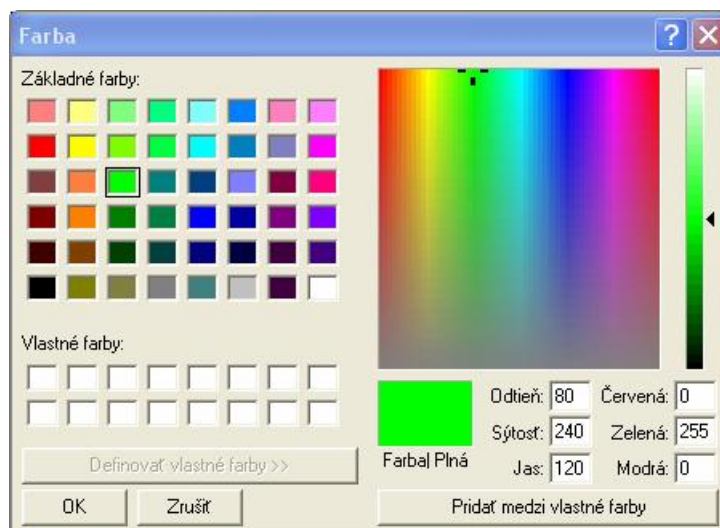 Farba
Základné farby:
Vlastné farby:
Definovať vlastné farby >>
OK
Zrušiť
Farba| Plná
Odtieň: 80
Sýtosť: 240
Jas: 120
Červená: 0
Zelená: 255
Modrá: 0
Pridať medzi vlastné farby